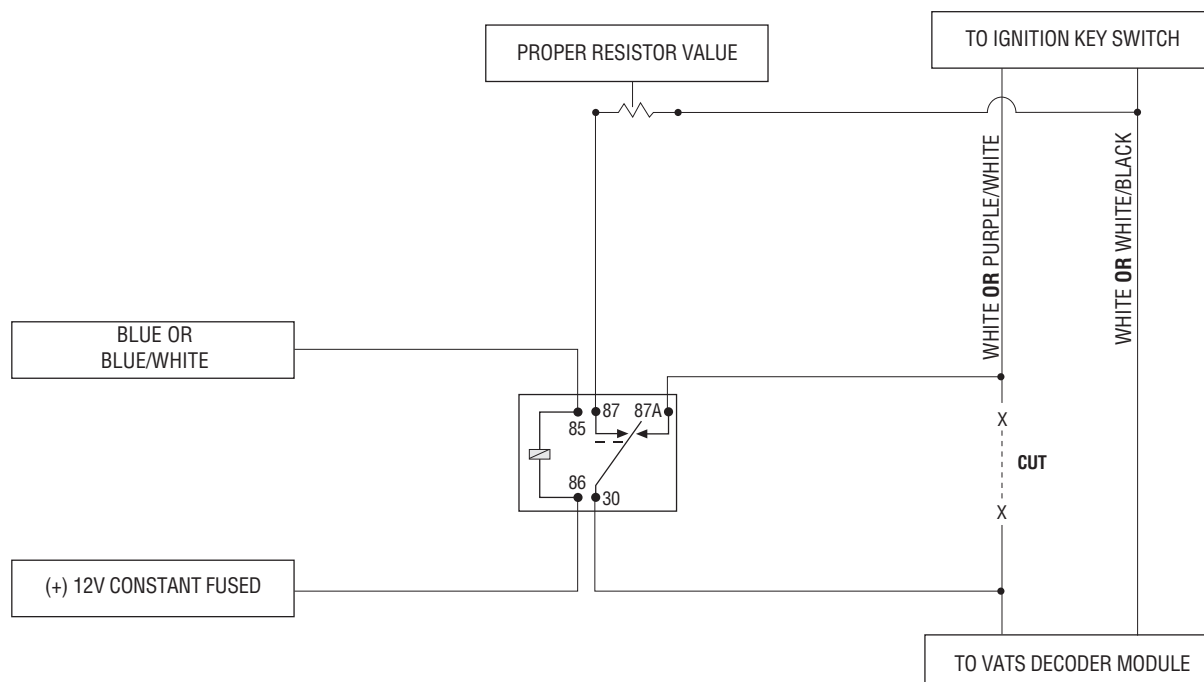 PROPER RESISTOR VALUE
TO IGNITION KEY SWITCH
WHITE OR PURPLE/WHITE
WHITE OR WHITE/BLACK
BLUE OR
BLUE/WHITE
87 87A
85
86
30
X
CUT
X
(+) 12V CONSTANT FUSED
TO VATS DECODER MODULE